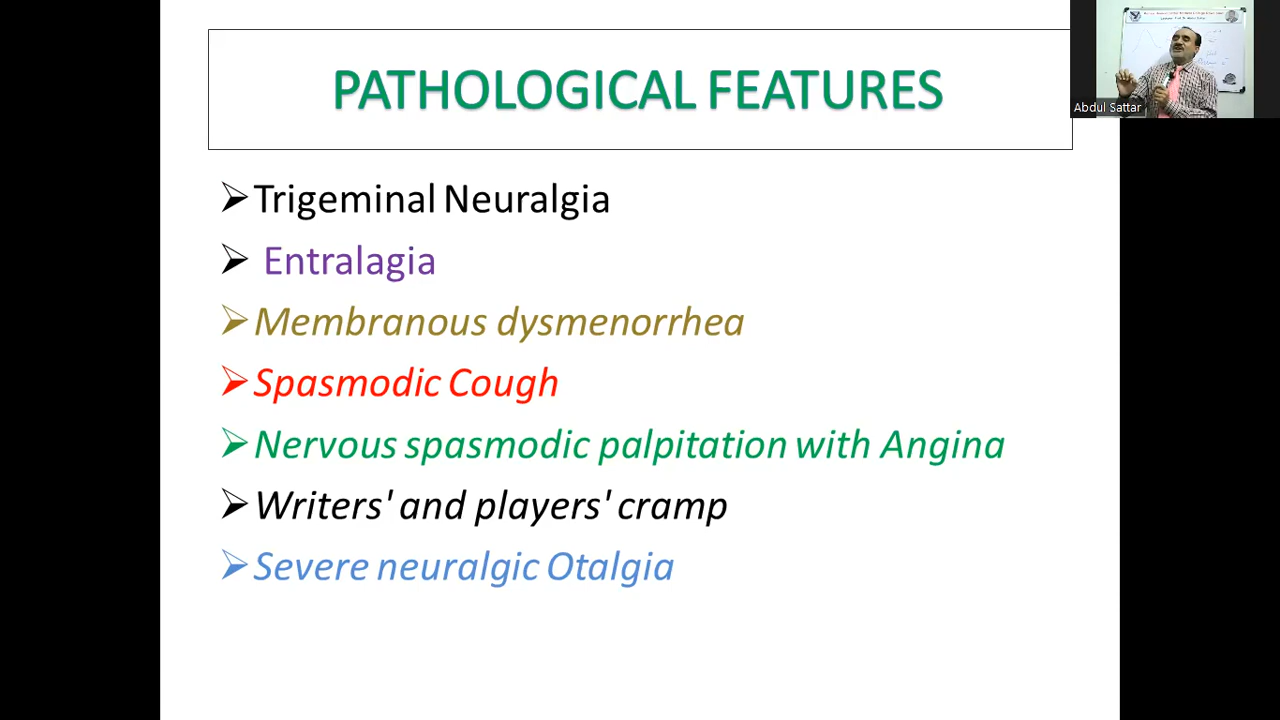 PATHOLOGICAL FEATURES
Abdul Sattar
Trigeminal Neuralgia
Entralagia
Membranous dysmenorrhea
Spasmodic Cough
Nervous spasmodic palpitation with Angina
Writers' and players' cramp
Severe neuralgic Otalgia